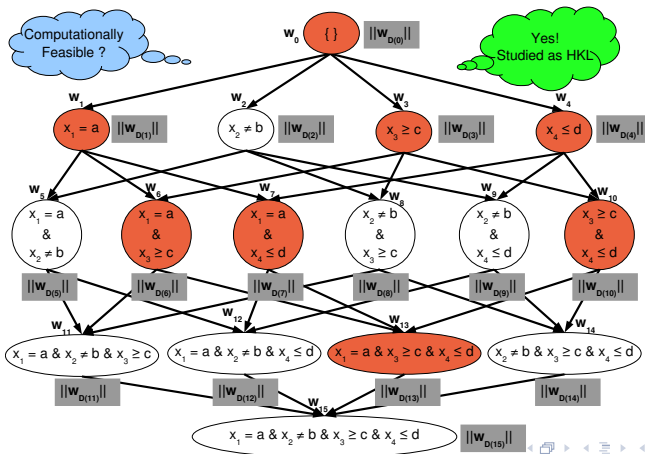 Computationally
Feasible ?
w0 { } ||wD(0)||
Yes!
Studied as HKL
w1 w2 w3 w4
x1 = a ||wD(1)|| x2 ≠ b ||wD(2)|| x3 ≥ c ||wD(3)|| x4 ≤ d ||wD(4)||
w5 w6 w7 w8 w9 w10
x1 = a x1 = a x1 = a x2 ≠ b x2 ≠ b x3 ≥ c
& & & & & &
x2 ≠ b x3 ≥ c x4 ≤ d x3 ≥ c x4 ≤ d x4 ≤ d
||wD(5)|| ||wD(6)|| ||wD(7)|| ||wD(8)|| ||wD(9)|| ||wD(10)||
w11 w12 w13 w14
x1 = a & x2 ≠ b & x3 ≥ c x1 = a & x2 ≠ b & x4 ≤ d x1 = a & x3 ≥ c & x4 ≤ d x2 ≠ b & x3 ≥ c & x4 ≤ d
||wD(11)|| ||wD(12)|| ||wD(13)|| ||wD(14)||
w15
x1 = a & x2 ≠ b & x3 ≥ c & x4 ≤ d ||wD(15)||